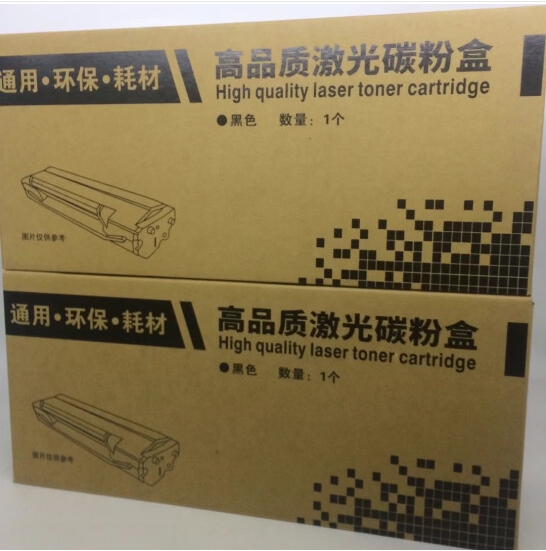 通用·环保·耗材
高品质激光碳粉盒
High quality laser toner cartridge
●黑色 数量：1个
图片仅供参考
通用·环保·耗材
高品质激光碳粉盒
High quality laser toner cartridge
●黑色 数量：1个
图片仅供参考